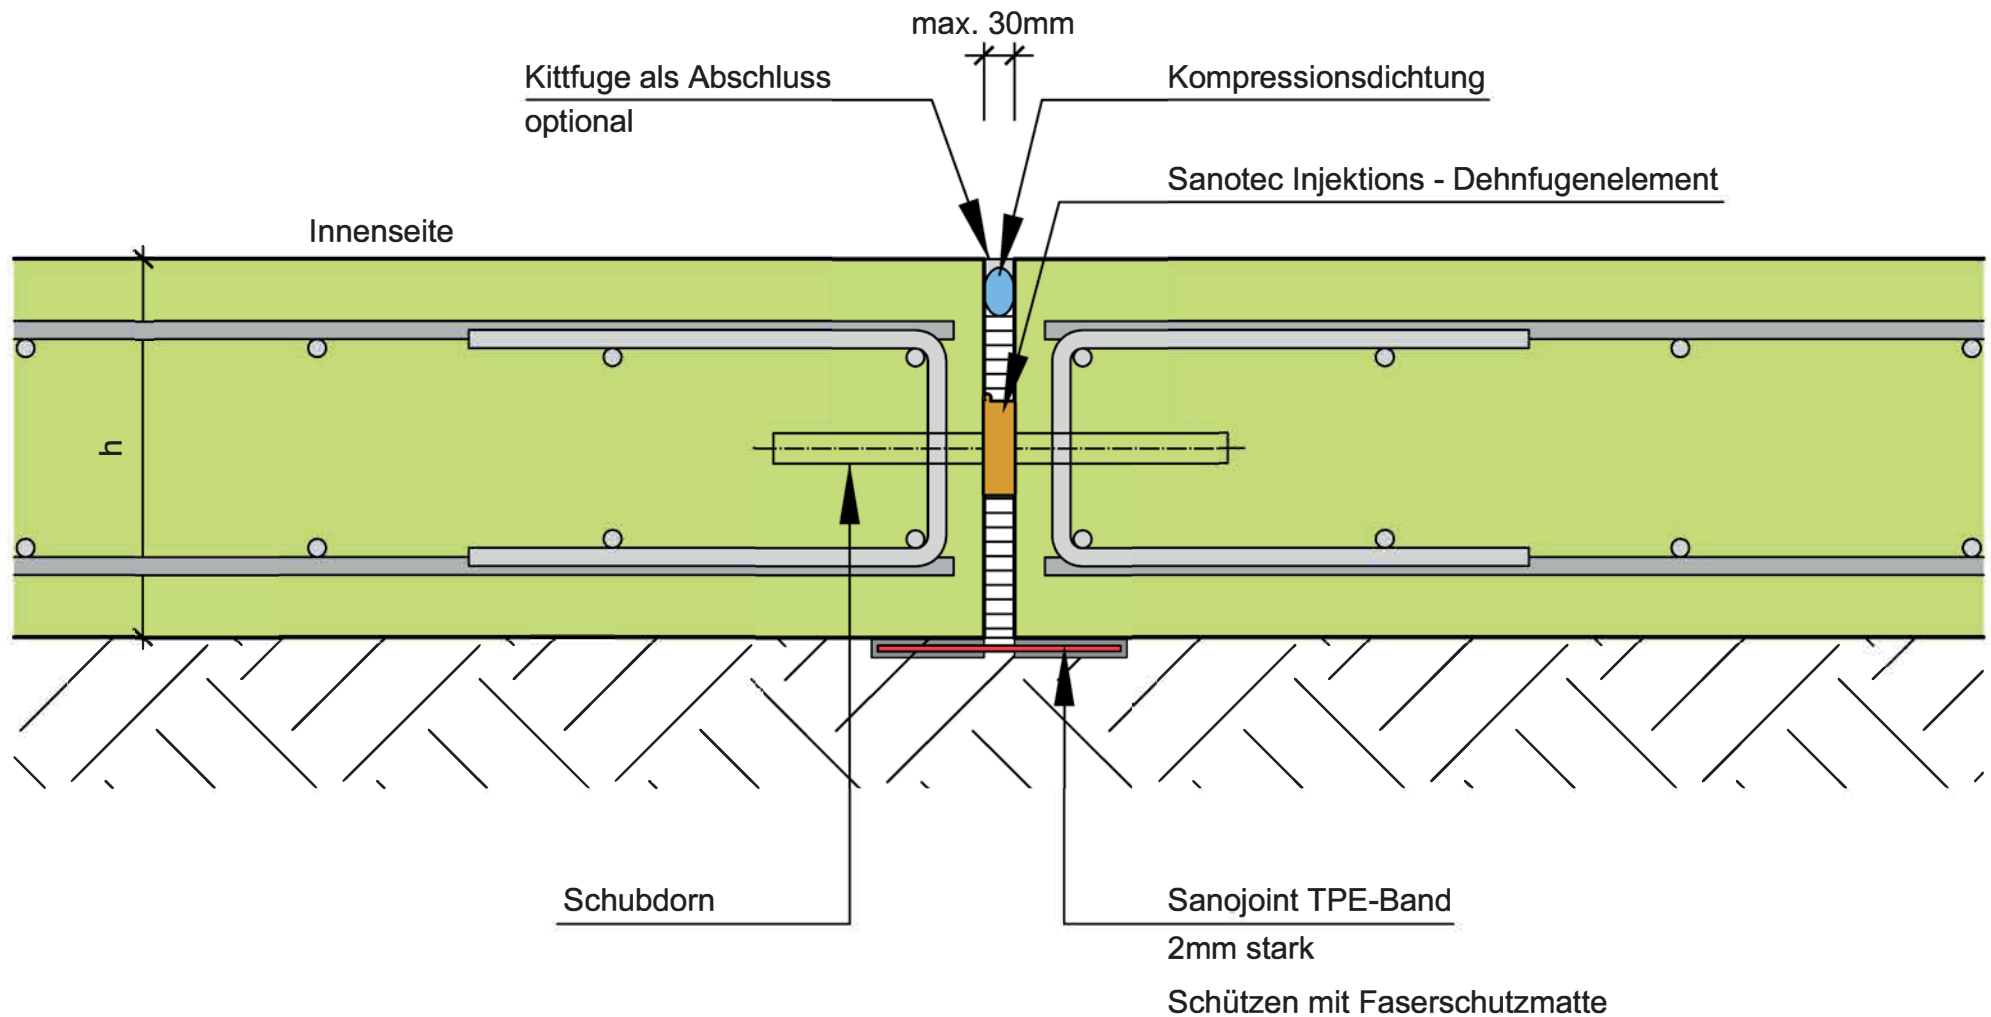 max. 30mm
Kittfuge als Abschluss
optional
Kompressionsdichtung
Sanotec Injektions - Dehnfugenelement
Innenseite
h
Schubdorn
Sanojoint TPE-Band
2mm stark
Schützen mit Faserschutzmatte